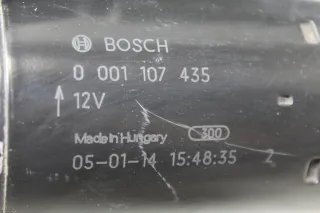 BOSCH
0 001 107 435
12V
Made in Hungary 300
05-01-14 15:48:35 2